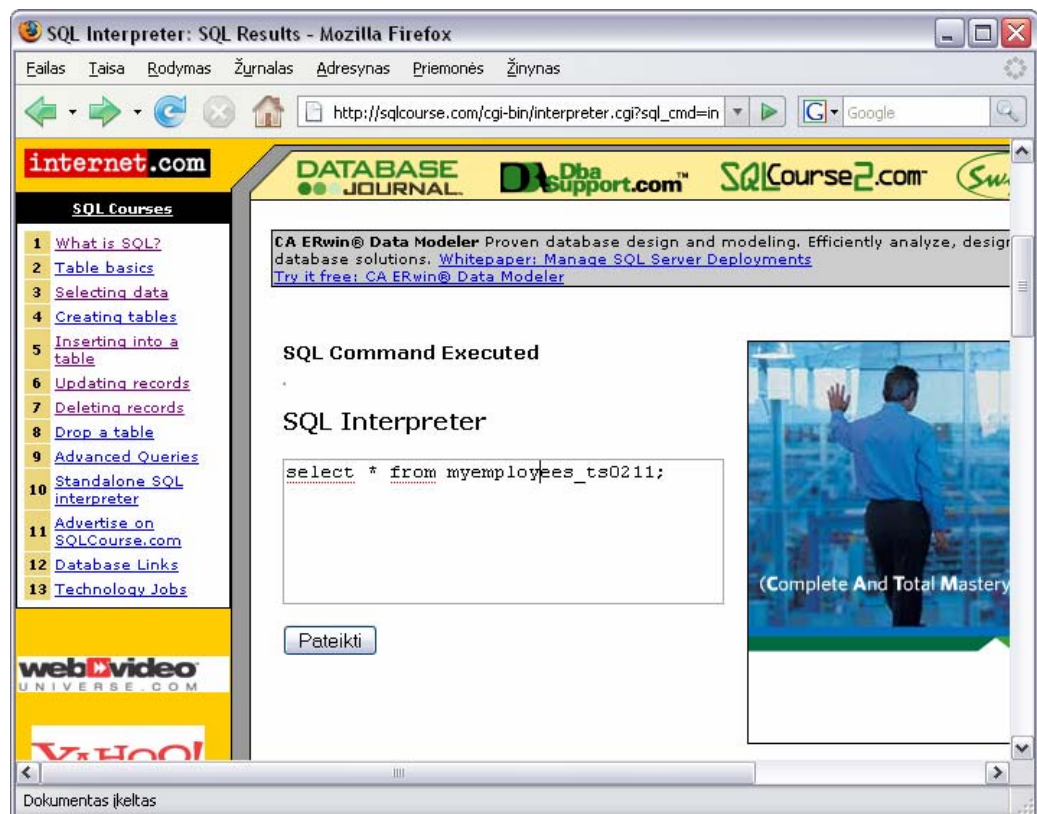 SQL Interpreter: SQL Results - Mozilla Firefox
Failas Taisa Rodymas Žurnalas Adresynas Priemonės Žinynas
http://sqlcourse.com/cgi-bin/interpreter.cgi?sql_cmd=in
G Google
internet.com
DATABASE JOURNAL.
DbaSupport.com™
SQLCourse2.com
Sw
SQL Courses
1 What is SQL?
2 Table basics
3 Selecting data
4 Creating tables
5 Inserting into a
table
6 Updating records
7 Deleting records
8 Drop a table
9 Advanced Queries
10 Standalone SQL
interpreter
11 Advertise on
SQLCourse.com
12 Database Links
13 Technology Jobs
webvideo
UNIVERSE.COM
YAHOO!
CA ERwin® Data Modeler Proven database design and modeling. Efficiently analyze, design
database solutions. Whitepaper: Manage SQL Server Deployments
Try it free: CA ERwin® Data Modeler
SQL Command Executed
.
SQL Interpreter
select * from myemployees_ts0211;
Pateikti
(Complete And Total Mastery
Dokumentas įkeltas